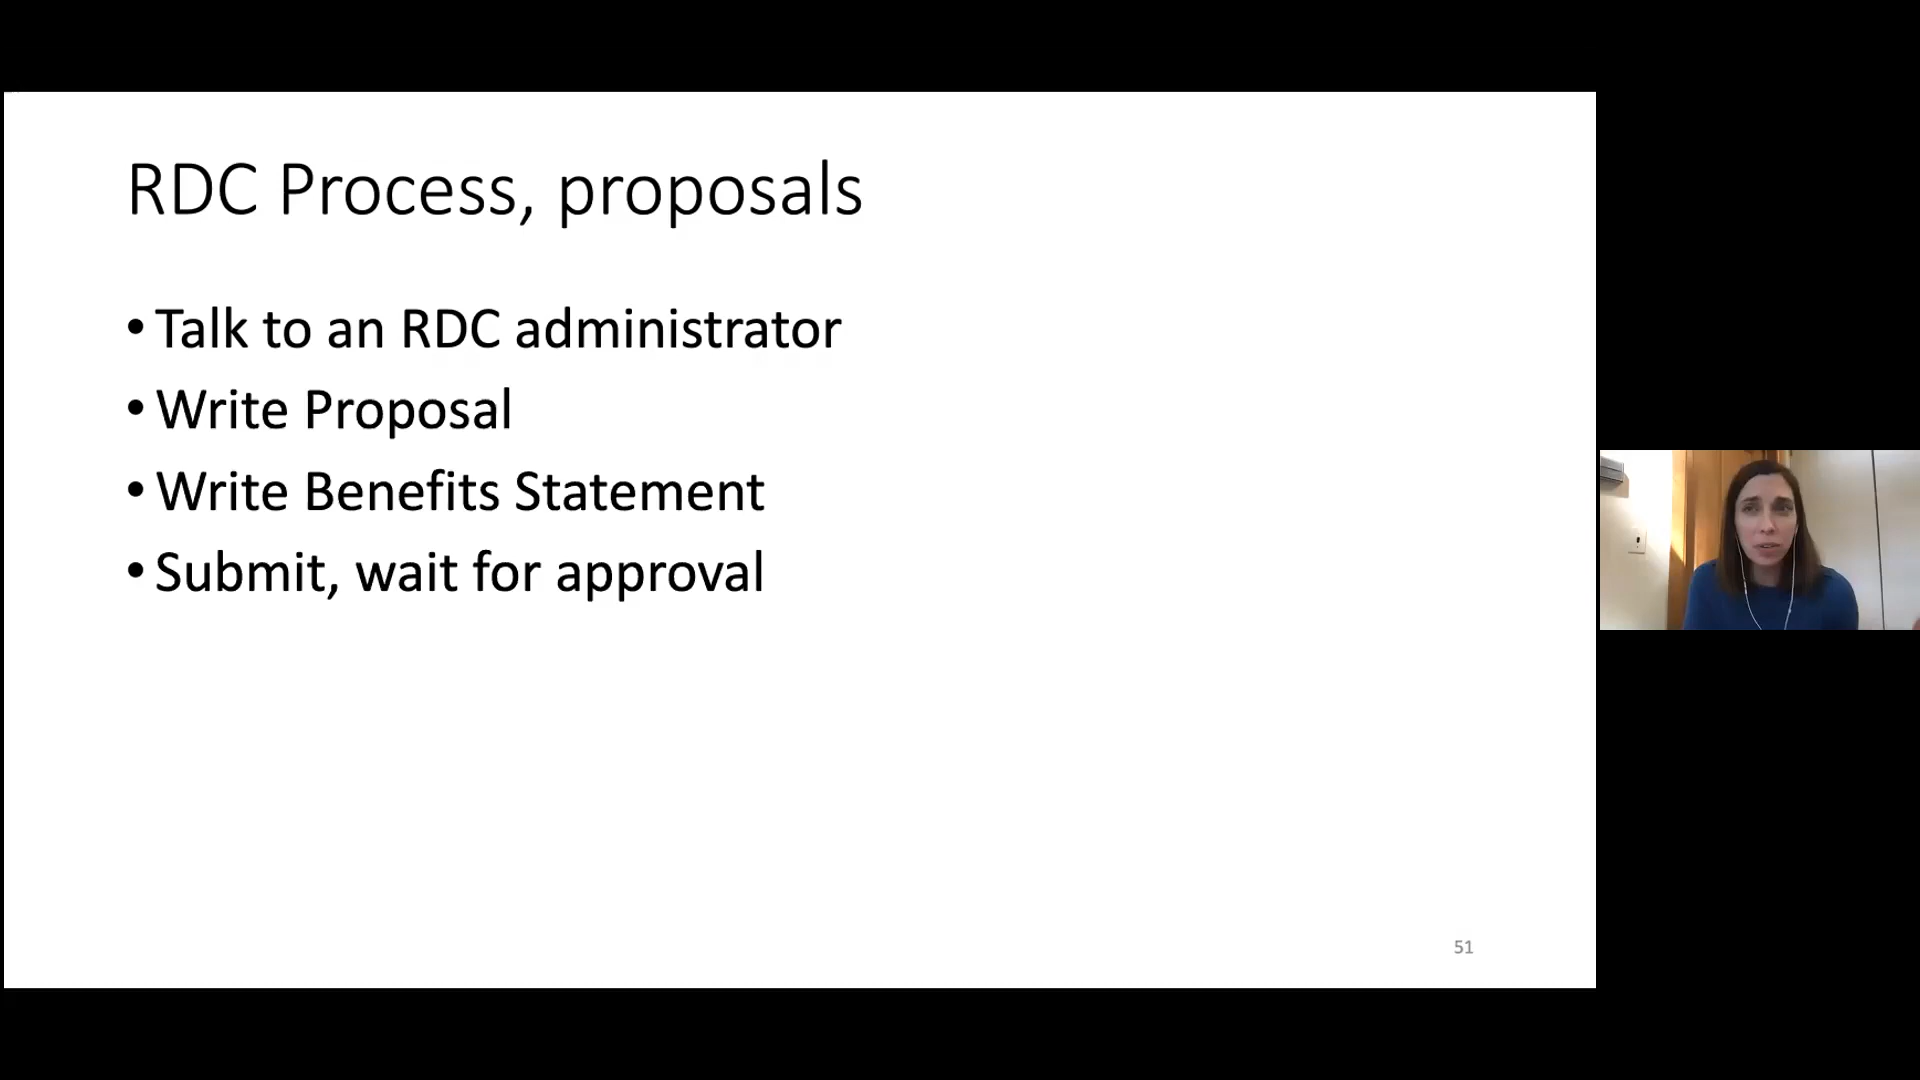 RDC Process, proposals
• Talk to an RDC administrator
• Write Proposal
• Write Benefits Statement
• Submit, wait for approval
51